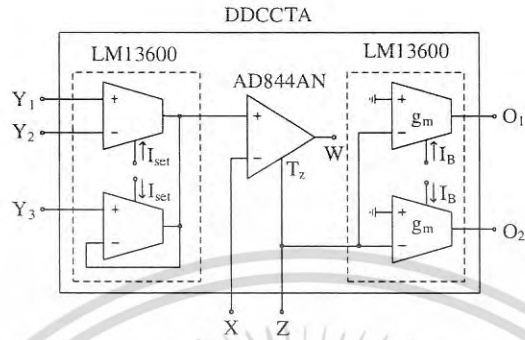 DDCCTA
LM13600
LM13600
AD844AN
Y1
Y2
Y3
+
−
Iset
Iset
+
−
+
−
W
Tz
+
−
gm
IB
IB
+
−
gm
O1
O2
X
Z